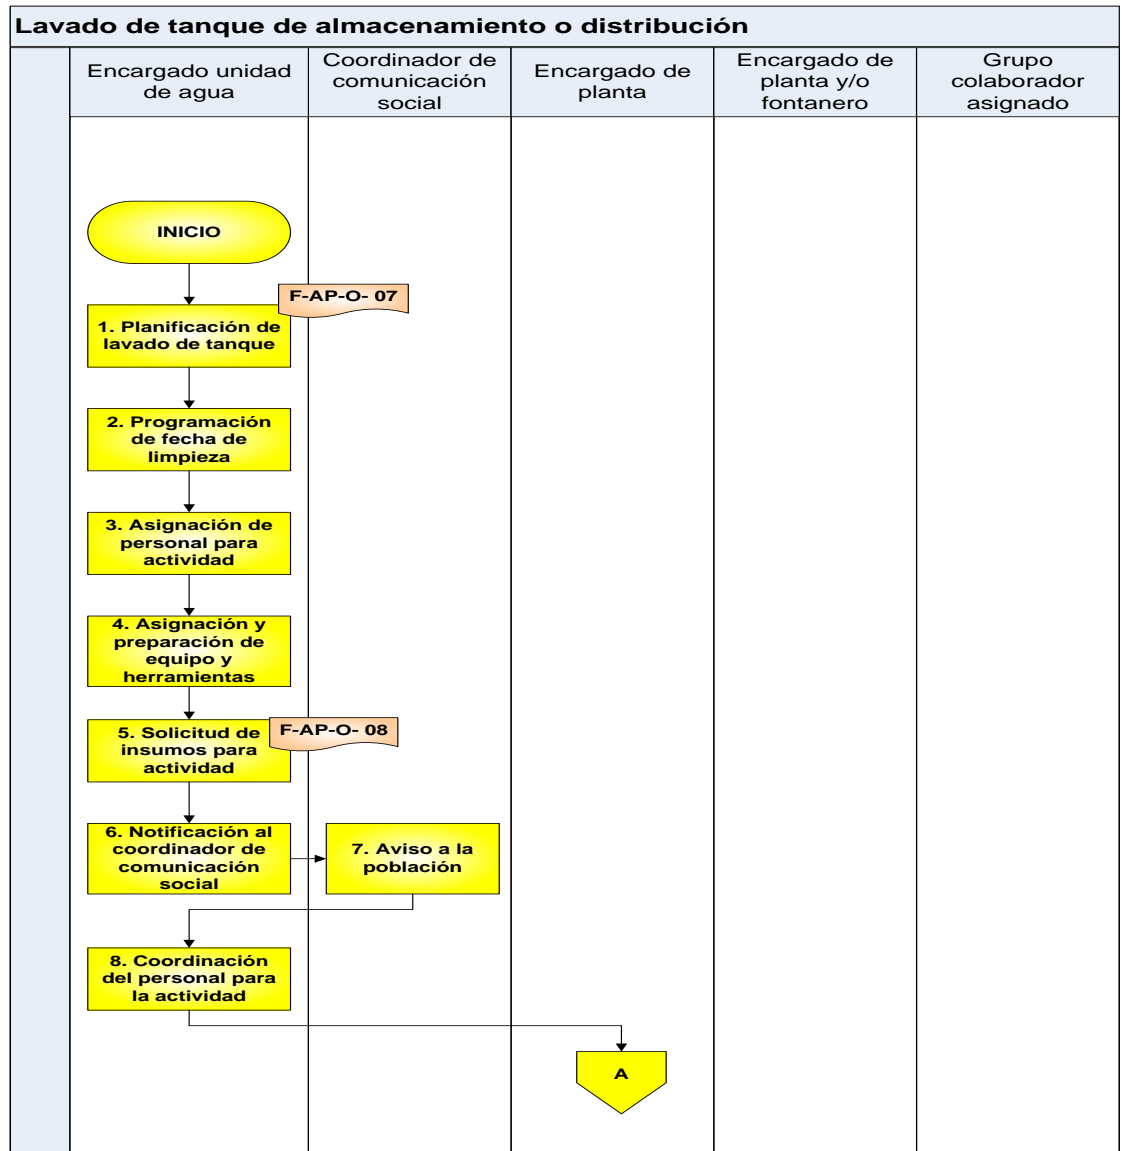 Lavado de tanque de almacenamiento o distribución
Encargado unidad
de agua
Coordinador de
comunicación
social
Encargado de
planta
Encargado de
planta y/o
fontanero
Grupo
colaborador
asignado
INICIO
F-AP-O- 07
1. Planificación de
lavado de tanque
2. Programación
de fecha de
limpieza
3. Asignación de
personal para
actividad
4. Asignación y
preparación de
equipo y
herramientas
F-AP-O- 08
5. Solicitud de
insumos para
actividad
6. Notificación al
coordinador de
comunicación
social
7. Aviso a la
población
8. Coordinación
del personal para
la actividad
A